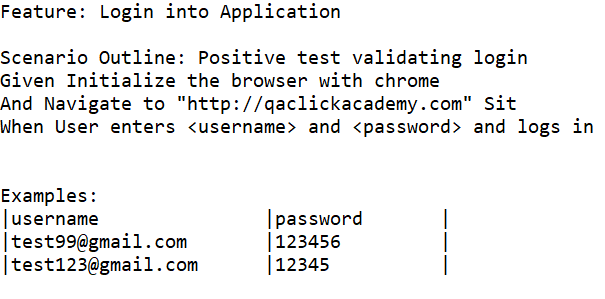 Feature: Login into Application
Scenario Outline: Positive test validating login
Given Initialize the browser with chrome
And Navigate to "http://qaclickacademy.com" Sit
When User enters <username> and <password> and logs in
Examples:
|username |password |
|test99@gmail.com |123456 |
|test123@gmail.com |12345 |